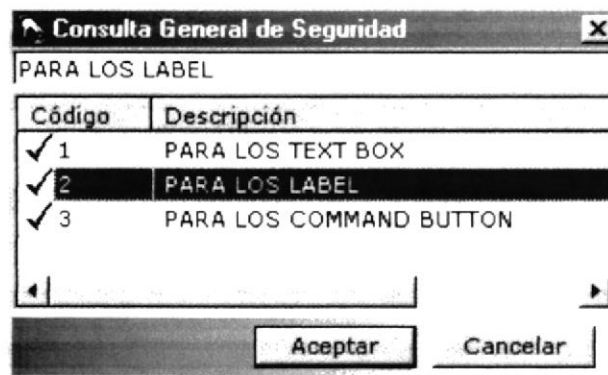 Consulta General de Seguridad
PARA LOS LABEL
Código Descripción
1 PARA LOS TEXT BOX
2 PARA LOS LABEL
3 PARA LOS COMMAND BUTTON
Aceptar Cancelar